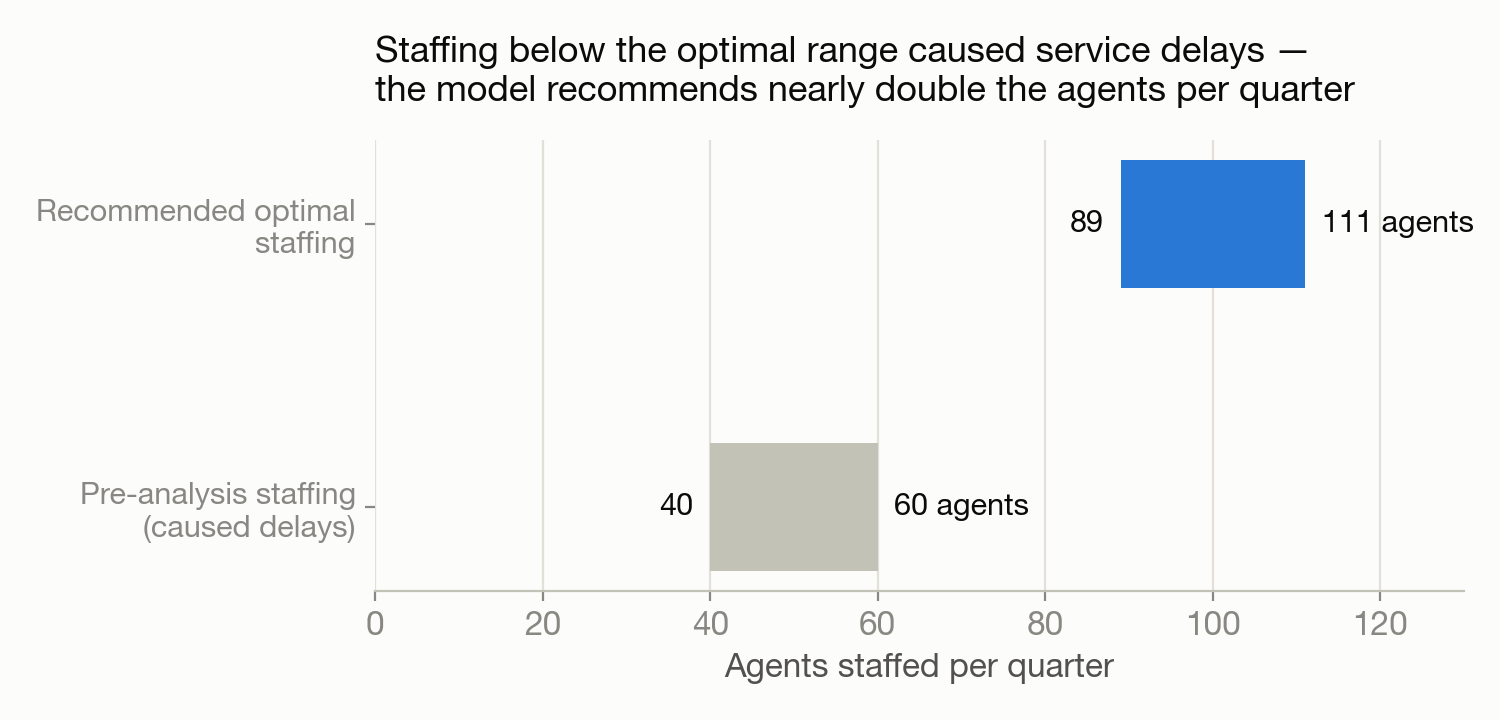 Staffing below the optimal range caused service delays —
the model recommends nearly double the agents per quarter
Recommended optimal
staffing
89
111 agents
Pre-analysis staffing
(caused delays)
40
60 agents
0
20
40
60
80
100
120
Agents staffed per quarter